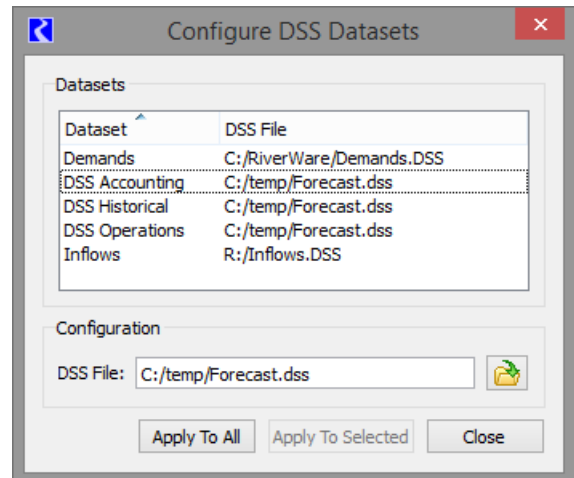 Configure DSS Datasets
Datasets
Dataset DSS File
Demands C:/RiverWare/Demands.DSS
DSS Accounting C:/temp/Forecast.dss
DSS Historical C:/temp/Forecast.dss
DSS Operations C:/temp/Forecast.dss
Inflows R:/Inflows.DSS
Configuration
DSS File: C:/temp/Forecast.dss
Apply To All Apply To Selected Close